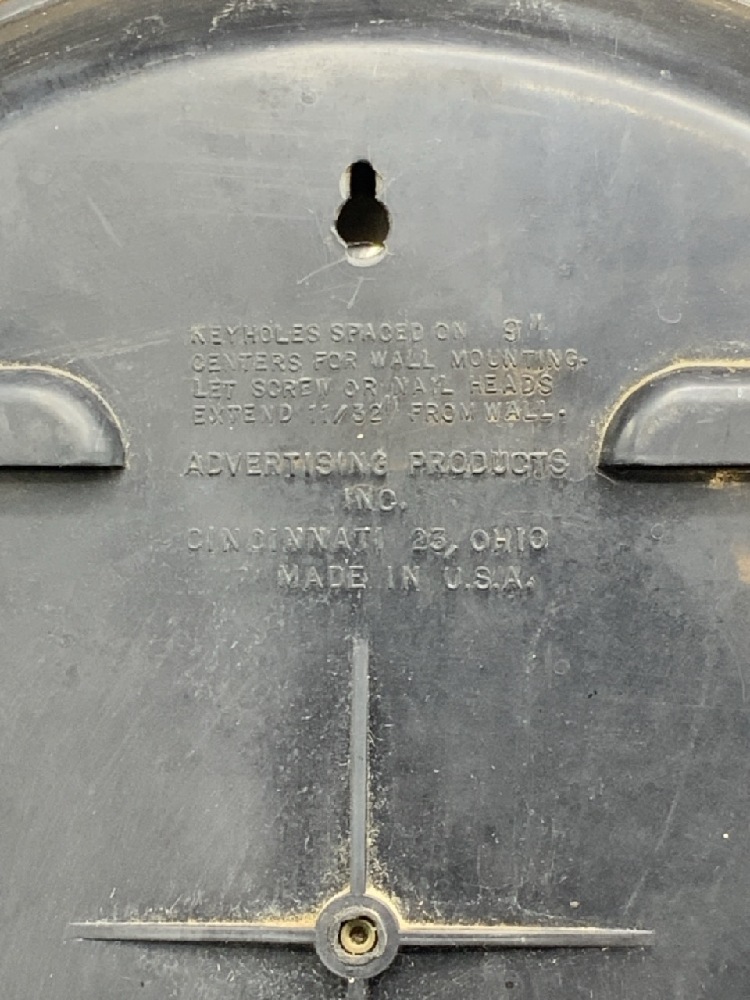 KEYHOLES SPACED ON 9"
CENTERS FOR WALL MOUNTING-
LET SCREW OR NAIL HEADS
EXTEND 11/32" FROM WALL.
ADVERTISING PRODUCTS
INC.
CINCINNATI 23, OHIO
MADE IN U.S.A.